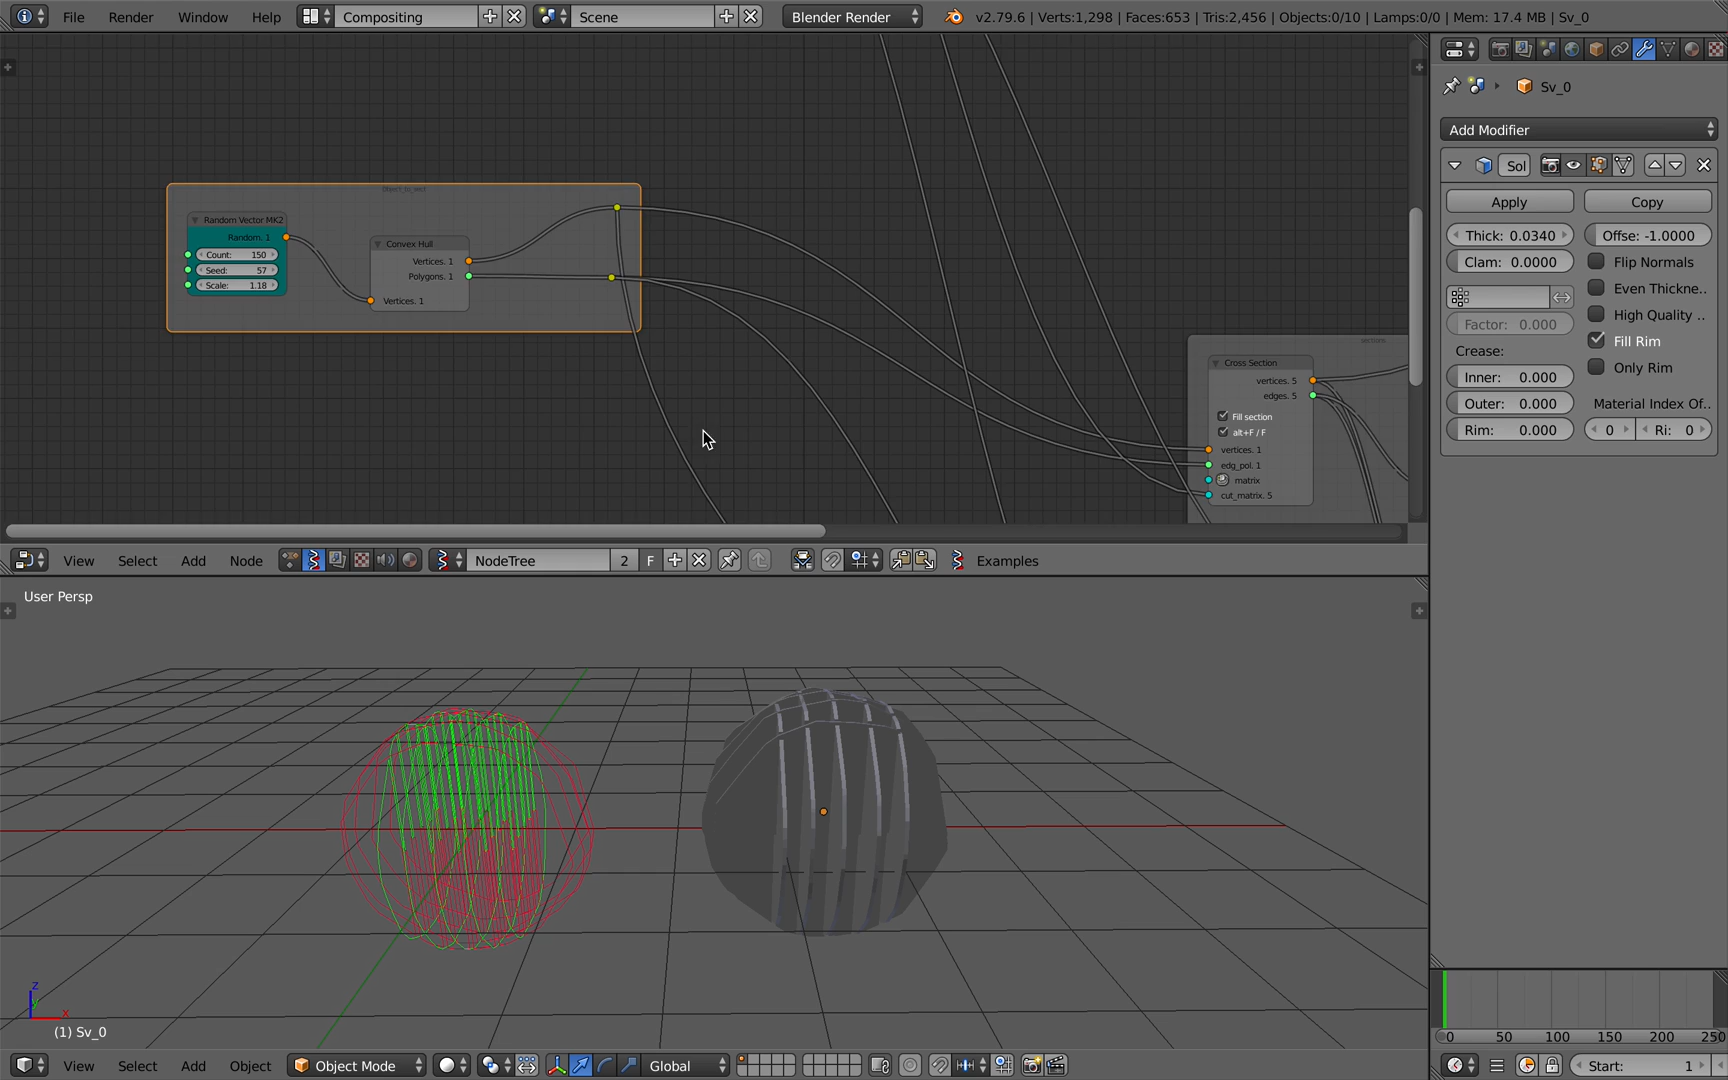 File Render Window Help Compositing Scene Blender Render v2.79.6 | Verts:1,298 | Faces:653 | Tris:2,456 | Objects:0/10 | Lamps:0/0 | Mem: 17.4 MB | Sv_0
Sv_0
Add Modifier
Sol
Apply Copy
Thick: 0.0340 Offse: -1.0000
Clam: 0.0000 Flip Normals
Even Thickne..
High Quality ..
Factor: 0.000
Fill Rim
Crease:
Only Rim
Inner: 0.000
Outer: 0.000 Material Index Of..
Rim: 0.000 0 Ri: 0
Random Vector MK2
Random. 1
Count: 150
Seed: 57
Scale: 1.18
Convex Hull
Vertices. 1
Polygons. 1
Vertices. 1
sections
Cross Section
vertices. 5
edges. 5
Fill section
alt+F / F
vertices. 1
edg_pol. 1
matrix
cut_matrix. 5
View Select Add Node NodeTree 2 F Examples
User Persp
z
y
x
(1) Sv_0
View Select Add Object Object Mode Global
0 50 100 150 200 250
Start: 1